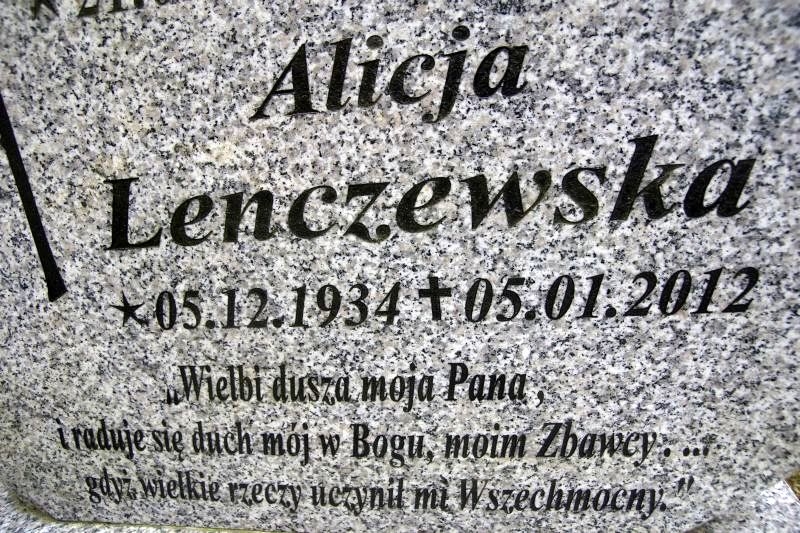 Alicja
Lenczewska
★05.12.1934 ✝05.01.2012
„Wielbi dusza moja Pana ,
i raduje się duch mój w Bogu, moim Zbawcy . ...
gdyż wielkie rzeczy uczynił mi Wszechmocny."